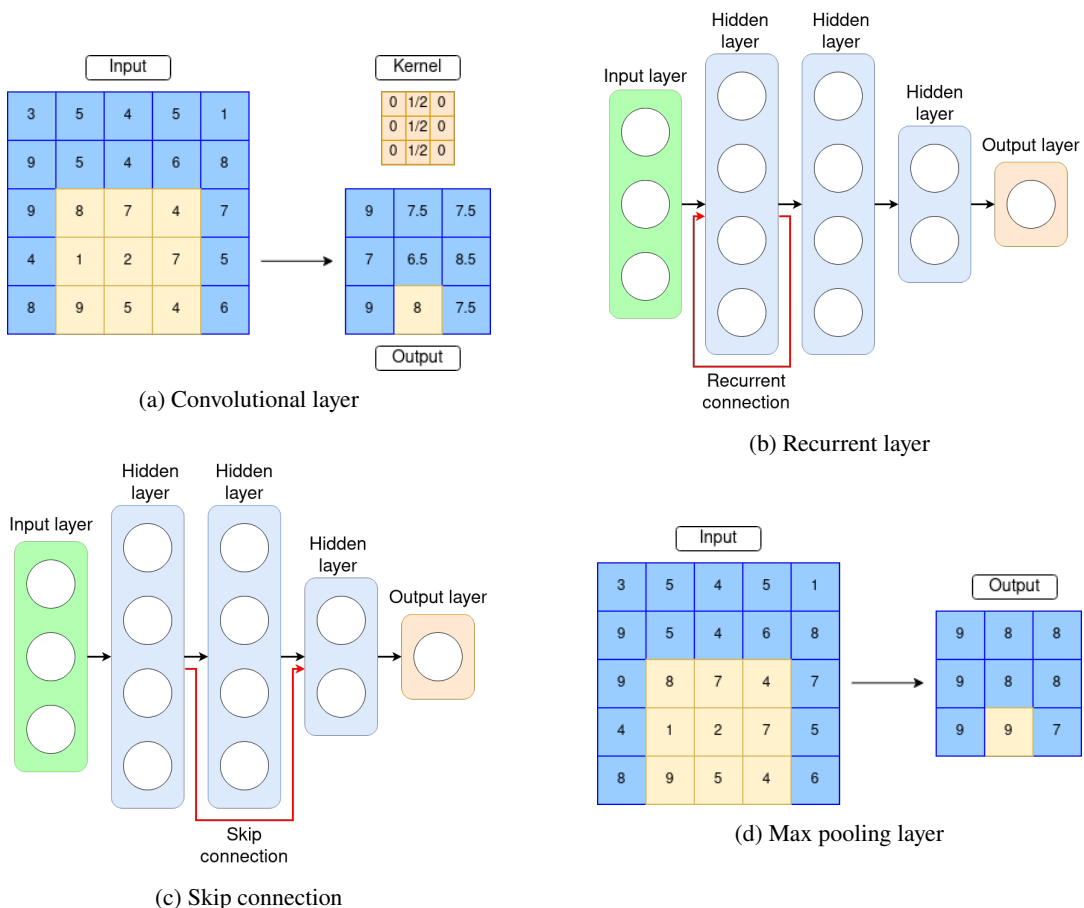 Input
3 5 4 5 1
9 5 4 6 8
9 8 7 4 7
4 1 2 7 5
8 9 5 4 6
Kernel
0 1/2 0
0 1/2 0
0 1/2 0
9 7.5 7.5
7 6.5 8.5
9 8 7.5
Output
(a) Convolutional layer
Input layer
Hidden
layer
Hidden
layer
Hidden
layer
Output layer
Recurrent
connection
(b) Recurrent layer
Input layer
Hidden
layer
Hidden
layer
Hidden
layer
Output layer
Skip
connection
(c) Skip connection
Input
3 5 4 5 1
9 5 4 6 8
9 8 7 4 7
4 1 2 7 5
8 9 5 4 6
Output
9 8 8
9 8 8
9 9 7
(d) Max pooling layer